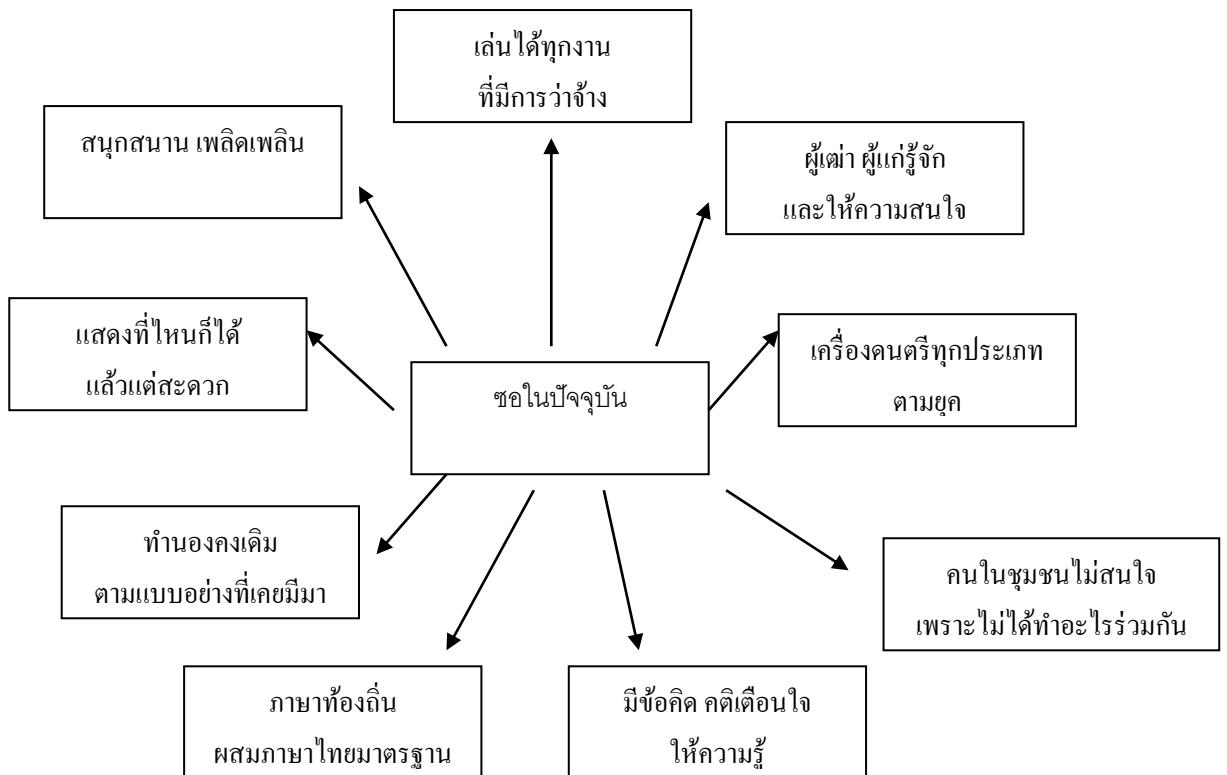 เล่นได้ทุกงาน
ที่มีการว่าจ้าง
สนุกสนาน เพลิดเพลิน
ผู้เฒ่า ผู้แก่รู้จัก
และให้ความสนใจ
แสดงที่ไหนก็ได้
แล้วแต่สะดวก
เครื่องดนตรีทุกประเภท
ตามยุค
ซอในปัจจุบัน
ทำนองคงเดิม
ตามแบบอย่างที่เคยมีมา
คนในชุมชนไม่สนใจ
เพราะไม่ได้ทำอะไรร่วมกัน
ภาษาท้องถิ่น
ผสมภาษาไทยมาตรฐาน
มีข้อคิด คติเตือนใจ
ให้ความรู้